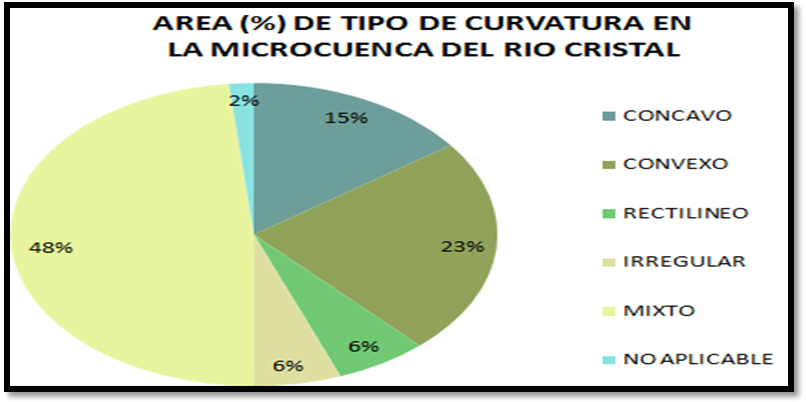 AREA (%) DE TIPO DE CURVATURA EN
LA MICROCUENCA DEL RIO CRISTAL
2%
15%
23%
6%
6%
48%
CONCAVO
CONVEXO
RECTILINEO
IRREGULAR
MIXTO
NO APLICABLE